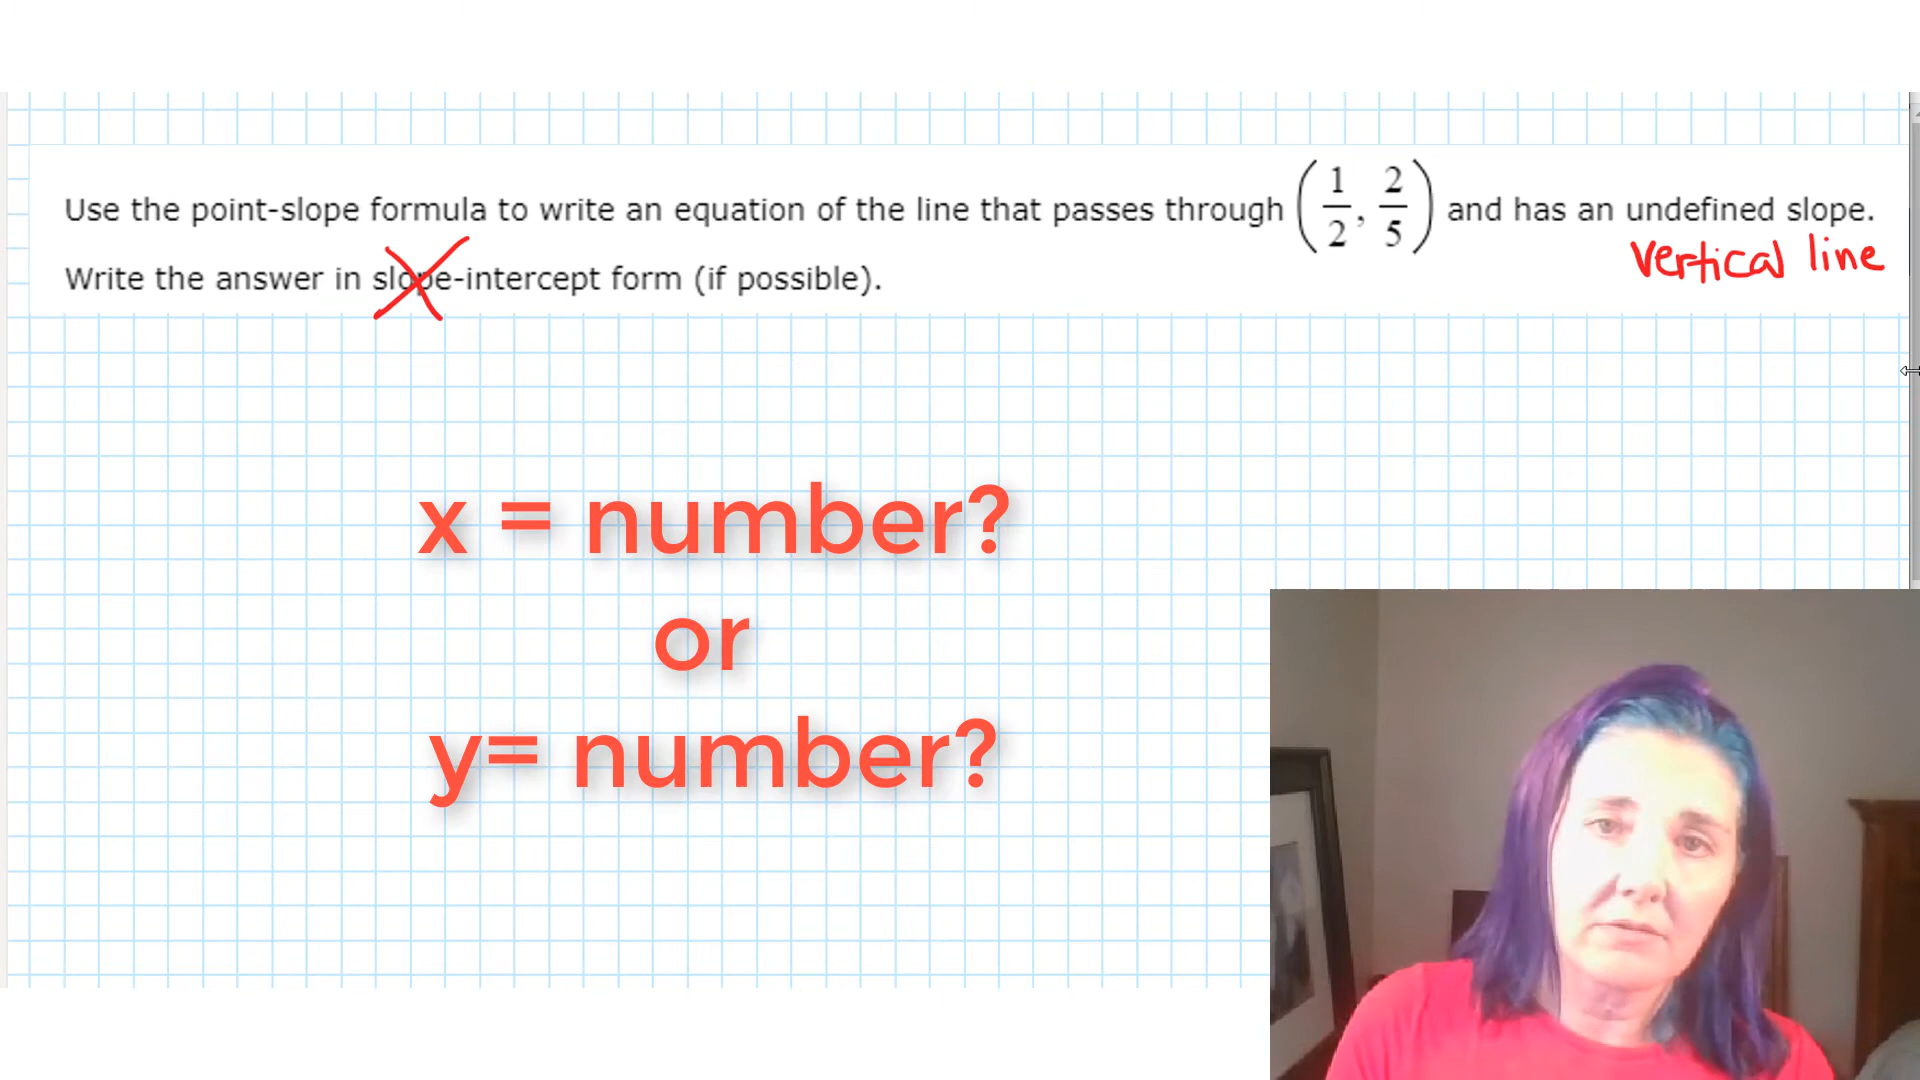 Use the point-slope formula to write an equation of the line that passes through (1/2, 2/5) and has an undefined slope.
vertical line
Write the answer in slope-intercept form (if possible).
x = number?
or
y= number?